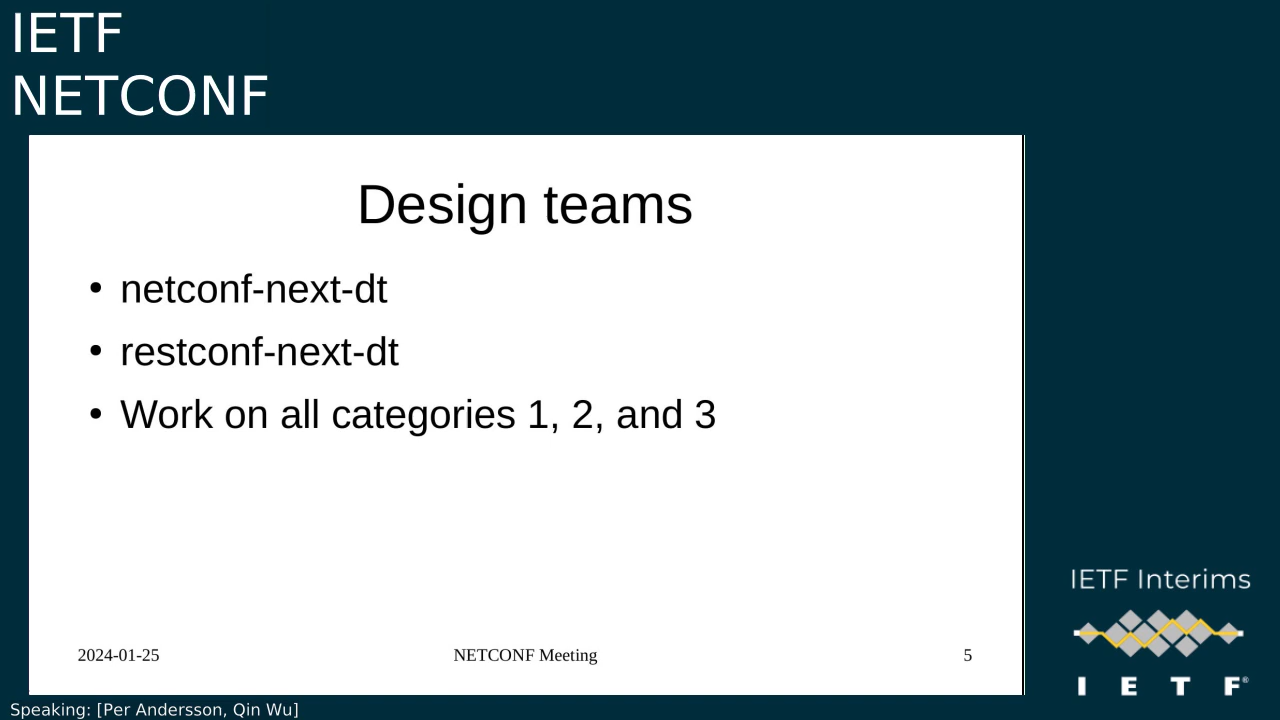 IETF
NETCONF
Design teams
• netconf-next-dt
• restconf-next-dt
• Work on all categories 1, 2, and 3
2024-01-25 NETCONF Meeting 5
IETF Interims
I E T F®
Speaking: [Per Andersson, Qin Wu]